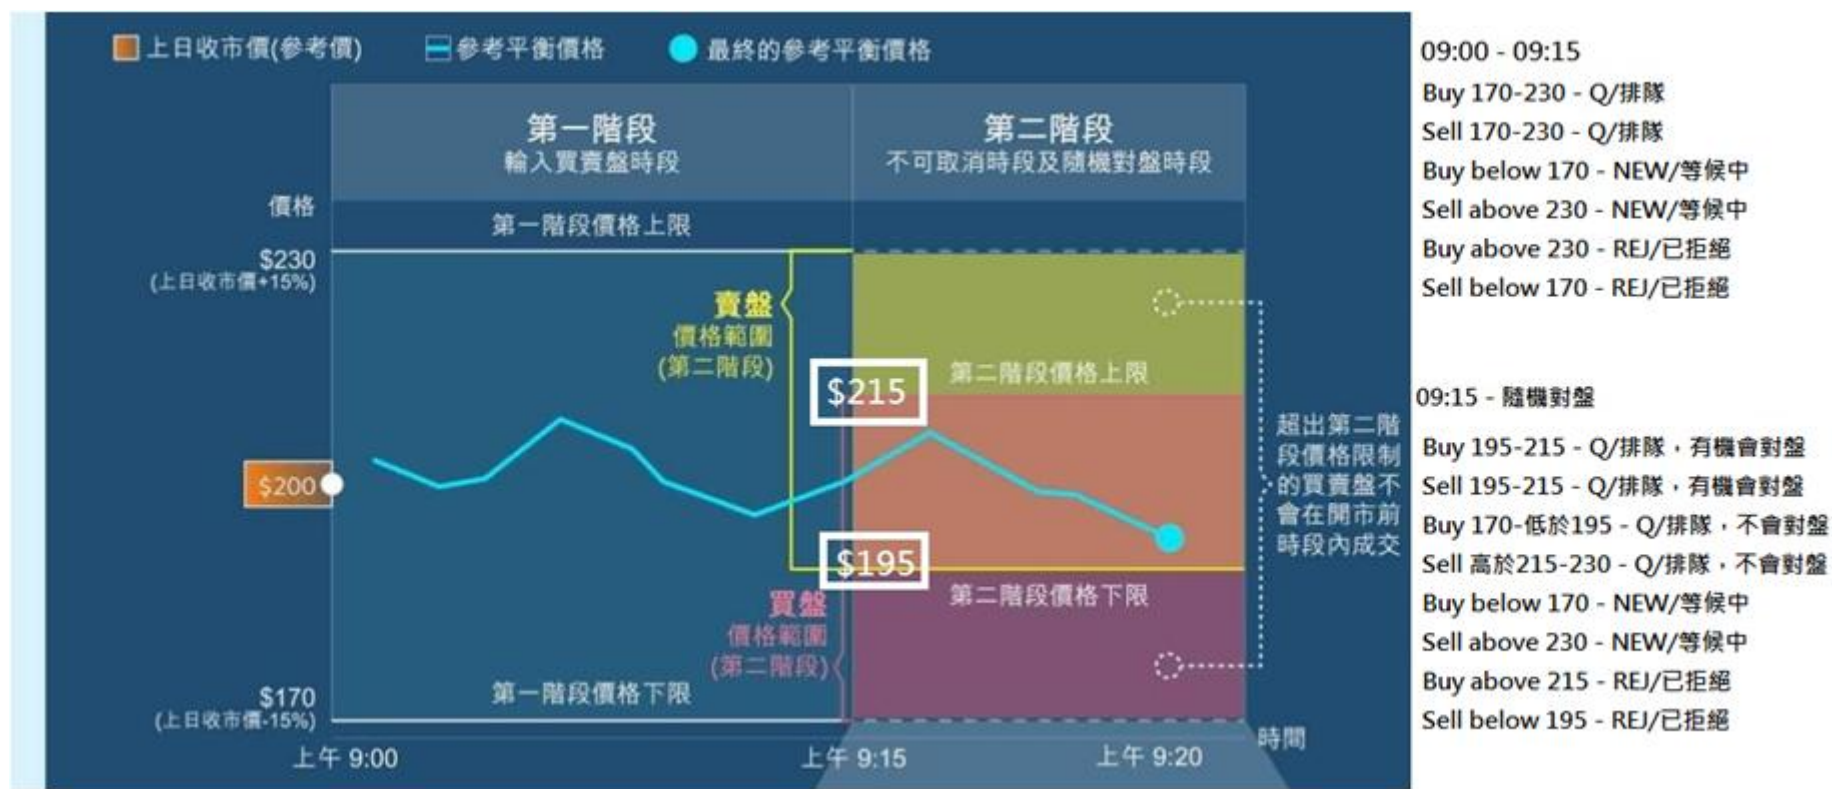 上日收市價(參考價)
參考平衡價格
最終的參考平衡價格
第一階段
輸入買賣盤時段
第二階段
不可取消時段及隨機對盤時段
價格
第一階段價格上限
$230
(上日收市價+15%)
賣盤
價格範圍
(第二階段)
$215
第二階段價格上限
$200
超出第二階
段價格限制
的買賣盤不
會在開市前
時段內成交
$195
第二階段價格下限
買盤
價格範圍
(第二階段)
$170
(上日收市價-15%)
第一階段價格下限
時間
上午 9:00
上午 9:15
上午 9:20
09:00 - 09:15
Buy 170-230 - Q/排隊
Sell 170-230 - Q/排隊
Buy below 170 - NEW/等候中
Sell above 230 - NEW/等候中
Buy above 230 - REJ/已拒絕
Sell below 170 - REJ/已拒絕
09:15 - 隨機對盤
Buy 195-215 - Q/排隊，有機會對盤
Sell 195-215 - Q/排隊，有機會對盤
Buy 170-低於195 - Q/排隊，不會對盤
Sell 高於215-230 - Q/排隊，不會對盤
Buy below 170 - NEW/等候中
Sell above 230 - NEW/等候中
Buy above 215 - REJ/已拒絕
Sell below 195 - REJ/已拒絕